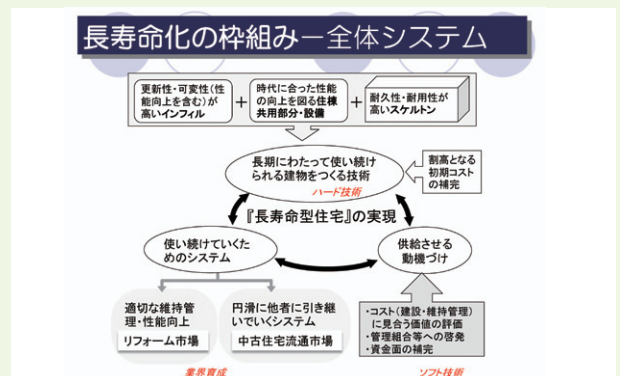 長寿命化の枠組み－全体システム
更新性・可変性(性
能向上を含む)が
高いインフィル
+
時代に合った性能
の向上を図る住棟
共用部分・設備
+
耐久性・耐用性が
高いスケルトン
長期にわたって使い続け
られる建物をつくる技術
ハード技術
割高となる
初期コスト
の補完
『長寿命型住宅』の実現
使い続けていくた
めのシステム
供給させる
動機づけ
適切な維持管
理・性能向上
リフォーム市場
円滑に他者に引き継
いでいくシステム
中古住宅流通市場
・コスト(建設・維持管理)
に見合う価値の評価
・管理組合等への啓発
・資金面の補完
業界育成
ソフト技術